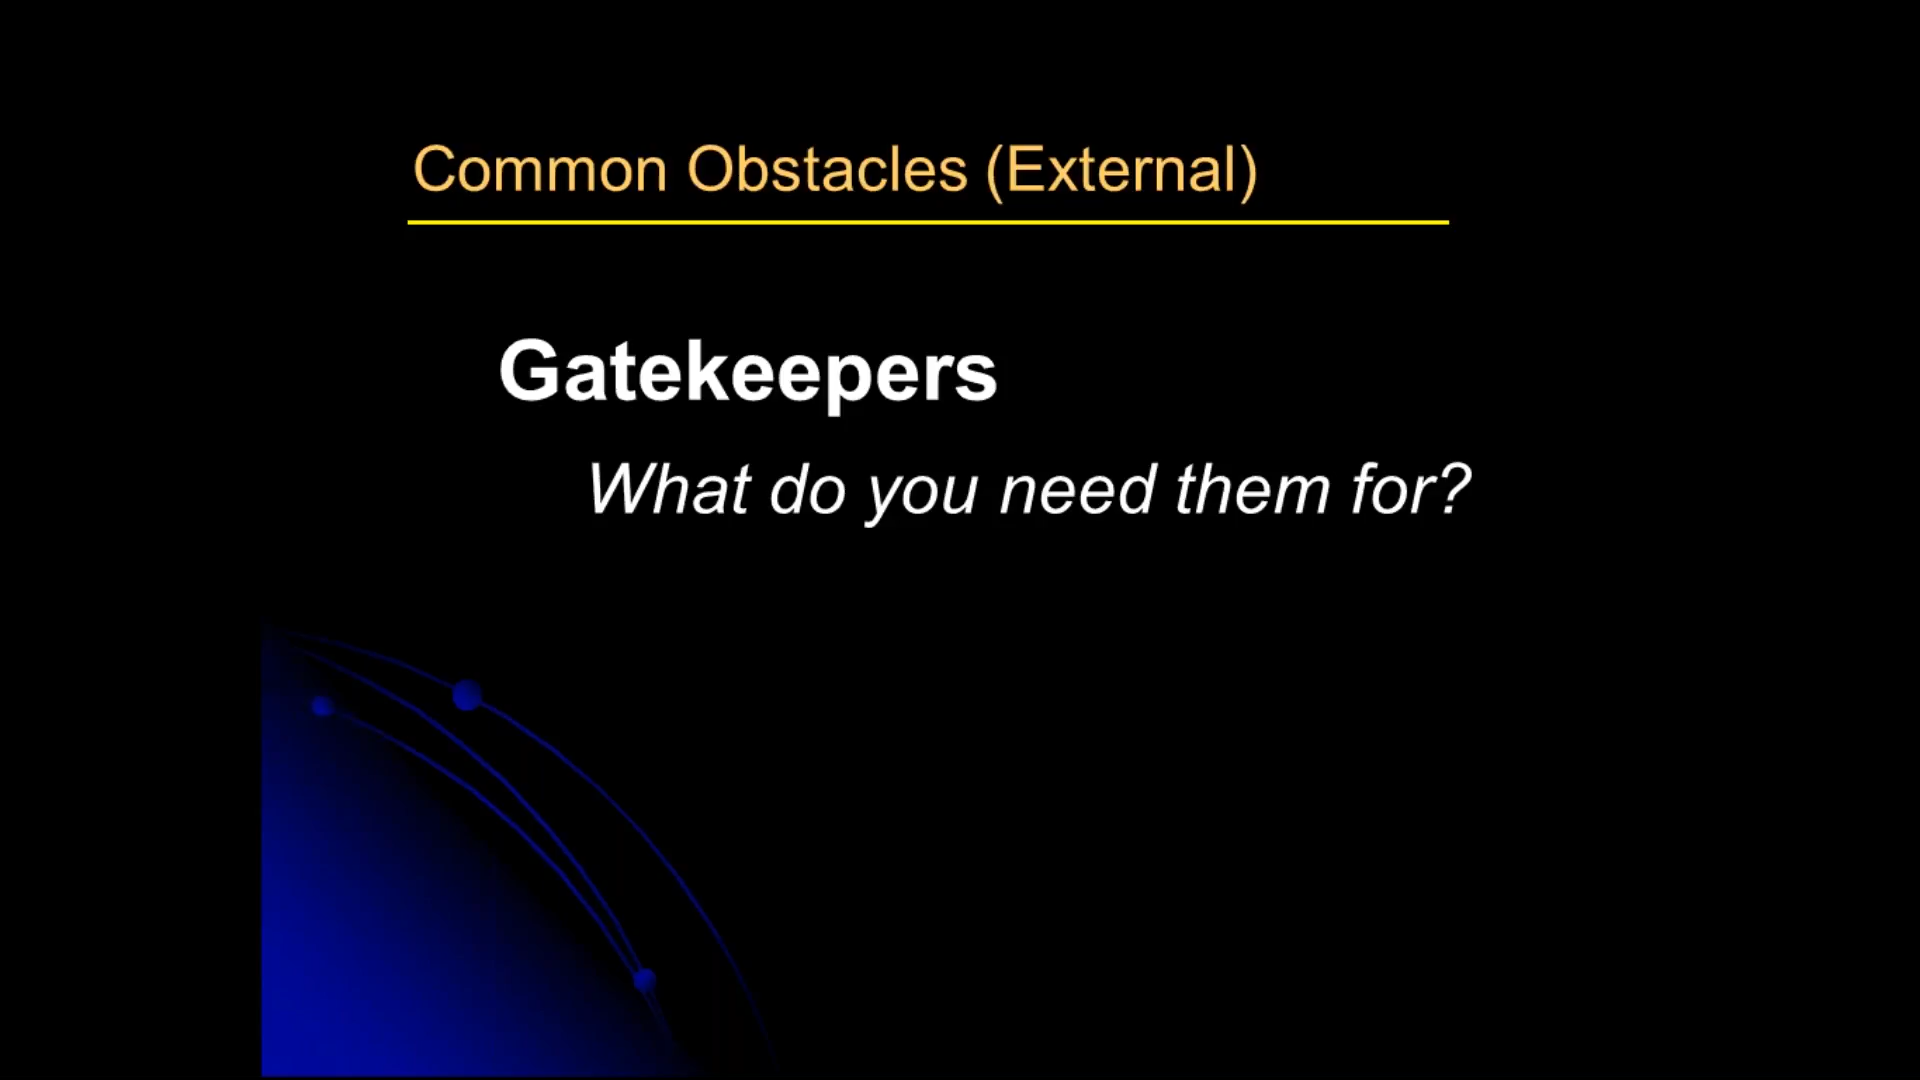 Common Obstacles (External)
Gatekeepers
What do you need them for?